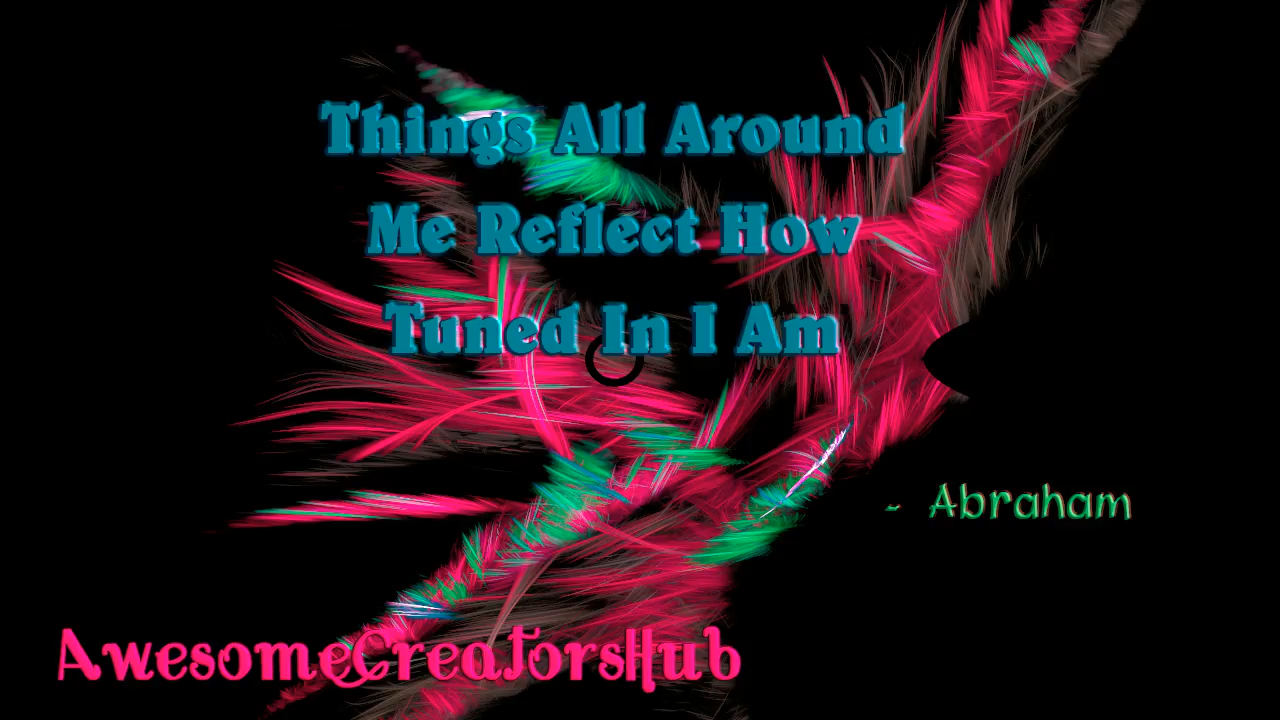 Things All Around
Me Reflect How
Tuned In I Am
- Abraham
AwesomeCreatorsHub